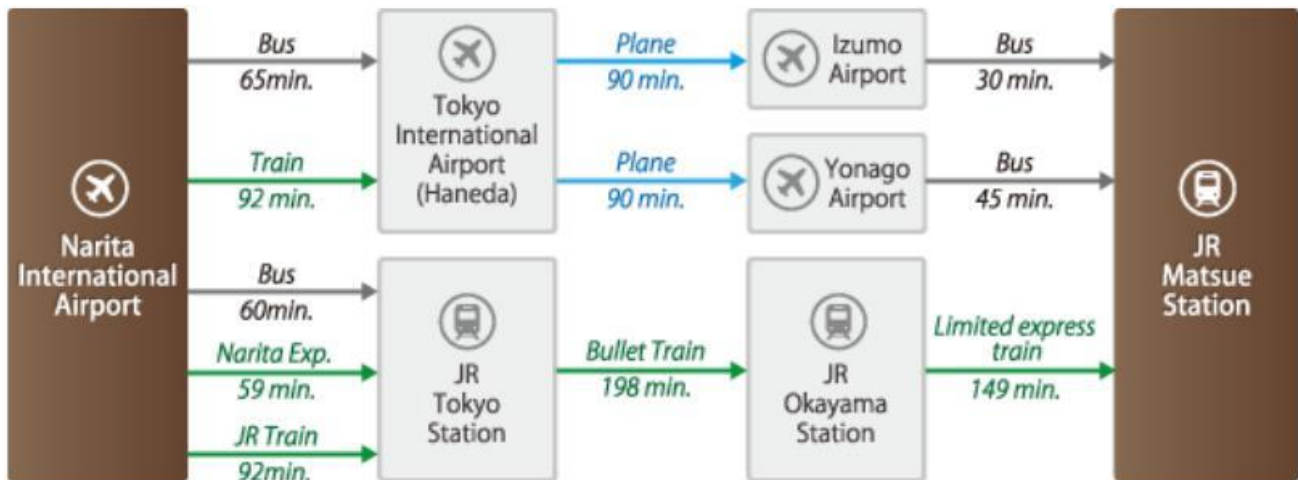 Narita
International
Airport
Bus
65min.
Train
92 min.
Bus
60min.
Narita Exp.
59 min.
JR Train
92min.
Tokyo
International
Airport
(Haneda)
JR
Tokyo
Station
Plane
90 min.
Plane
90 min.
Bullet Train
198 min.
Izumo
Airport
Yonago
Airport
JR
Okayama
Station
Bus
30 min.
Bus
45 min.
Limited express
train
149 min.
JR
Matsue
Station